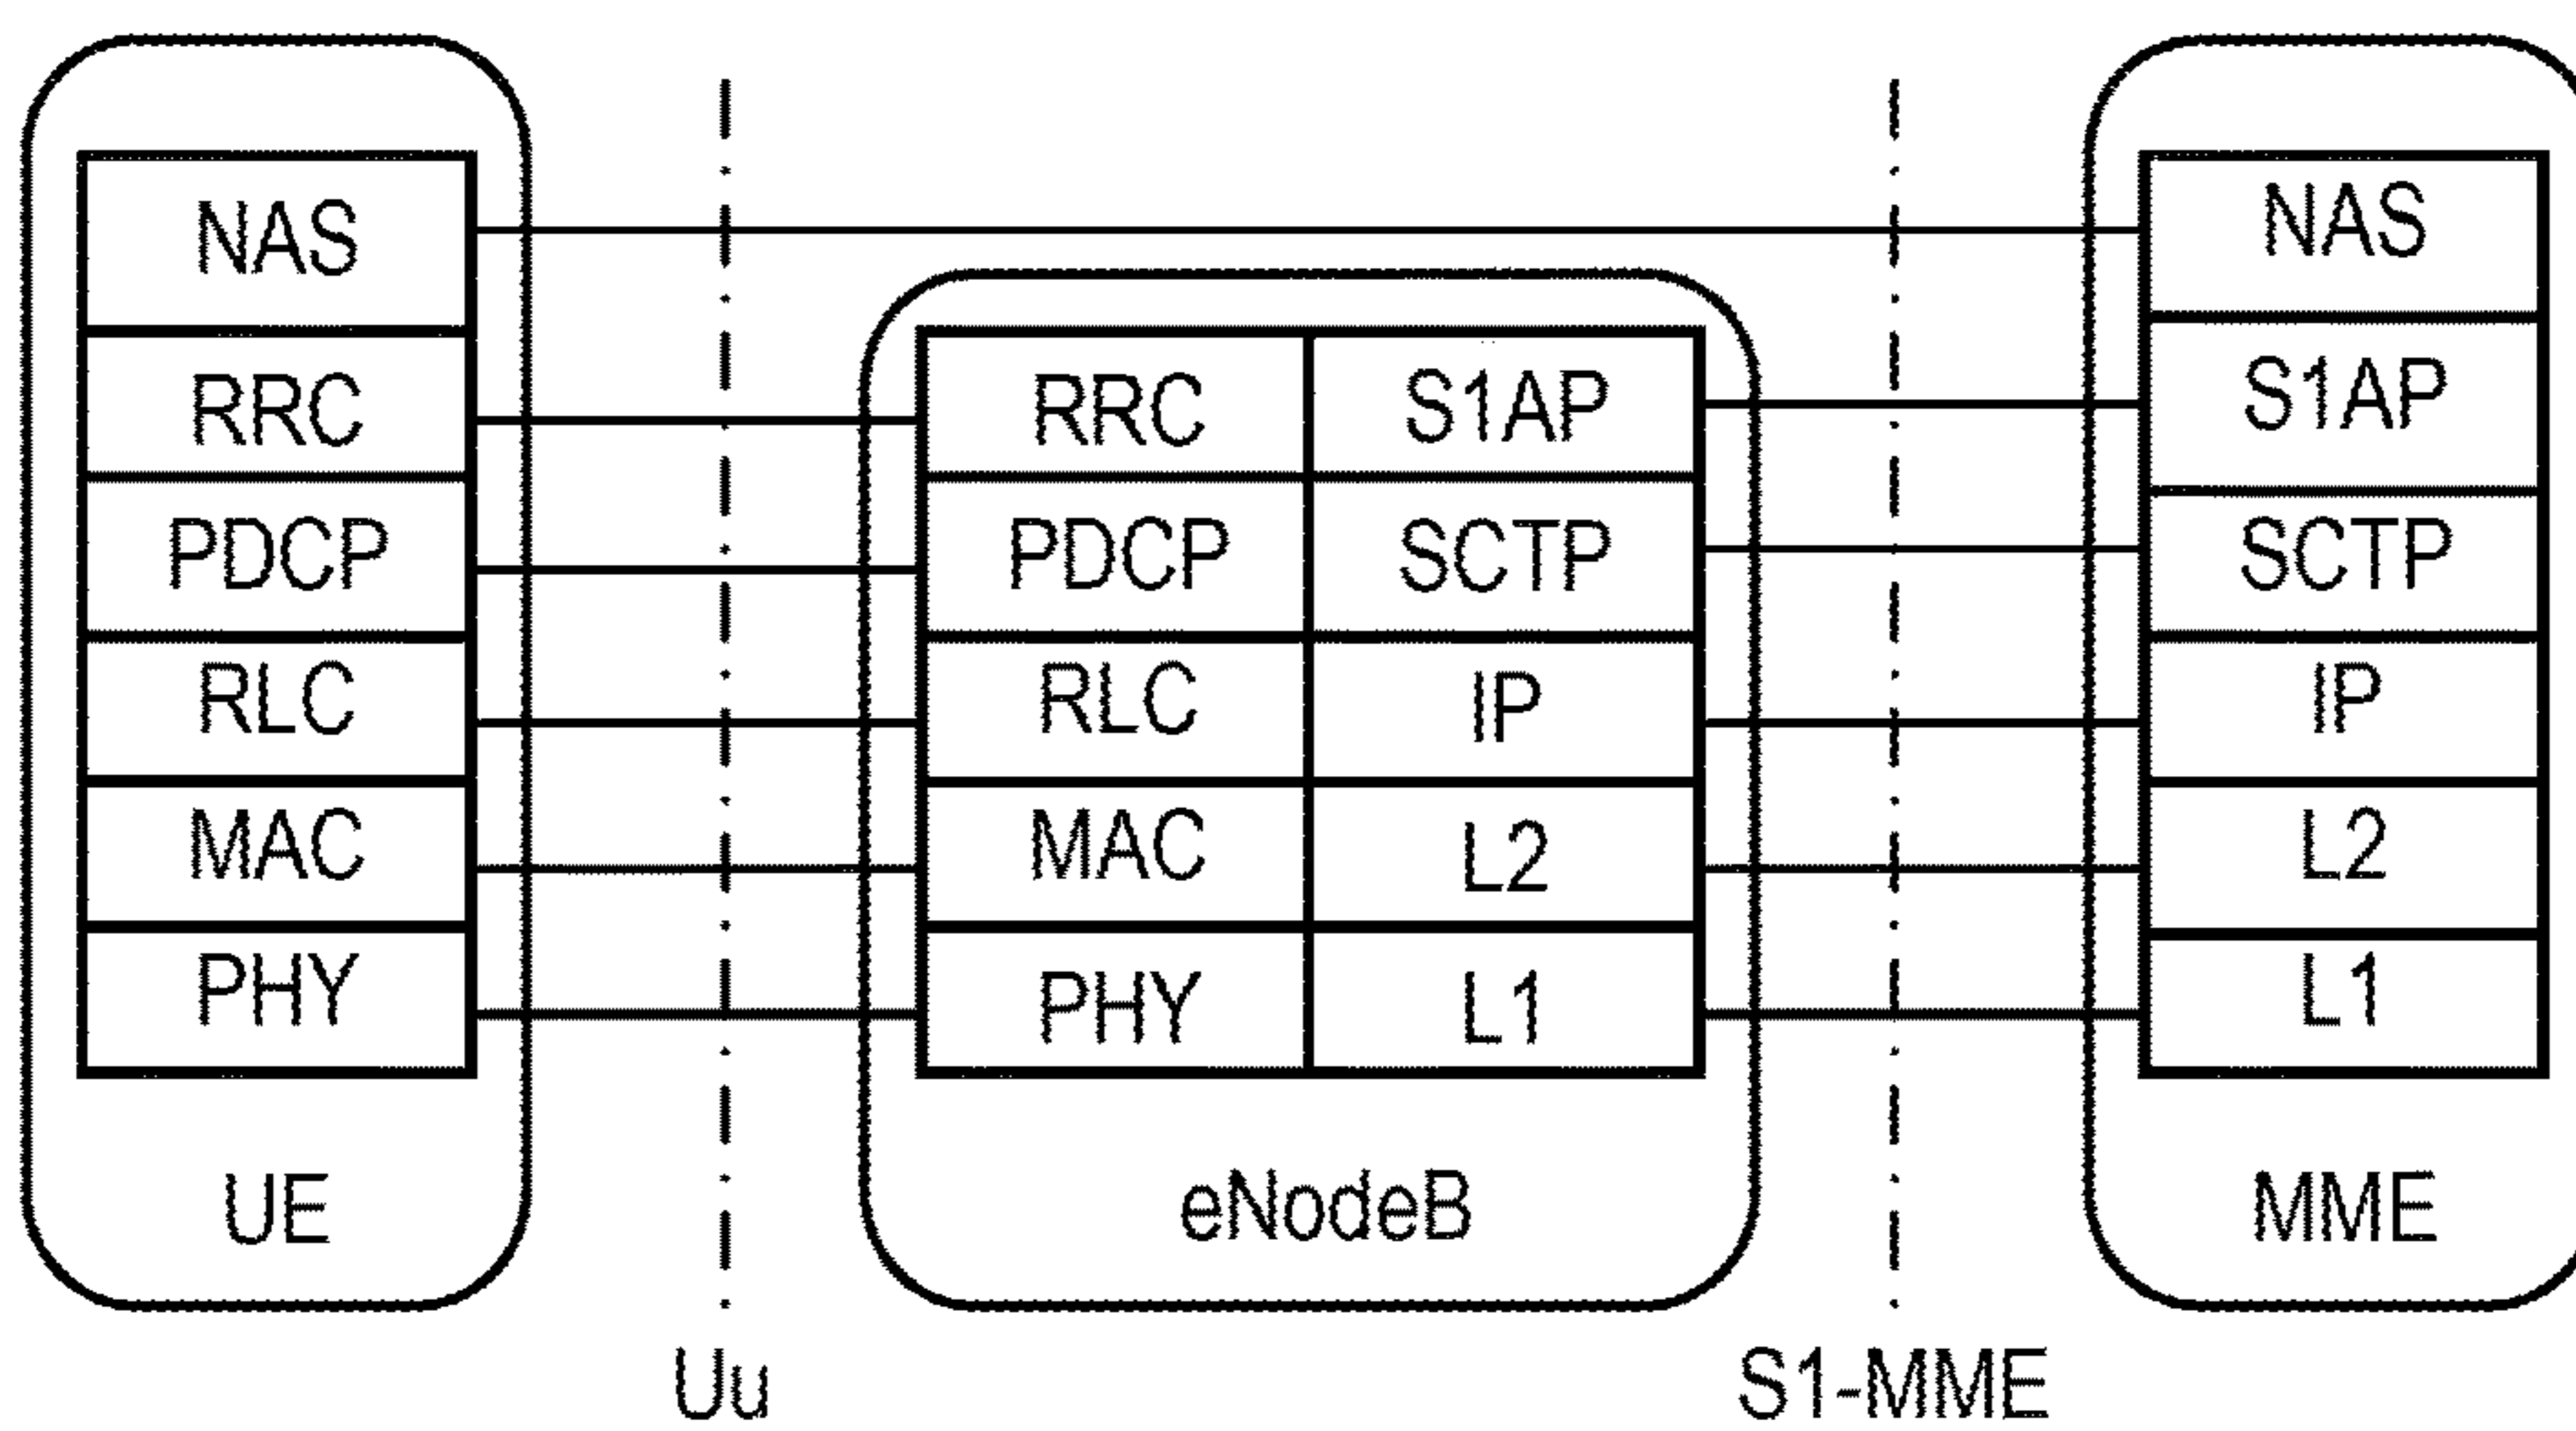 NAS
RRC
PDCP
RLC
MAC
PHY
UE
Uu
RRC S1AP
PDCP SCTP
RLC IP
MAC L2
PHY L1
eNodeB
S1-MME
NAS
S1AP
SCTP
IP
L2
L1
MME